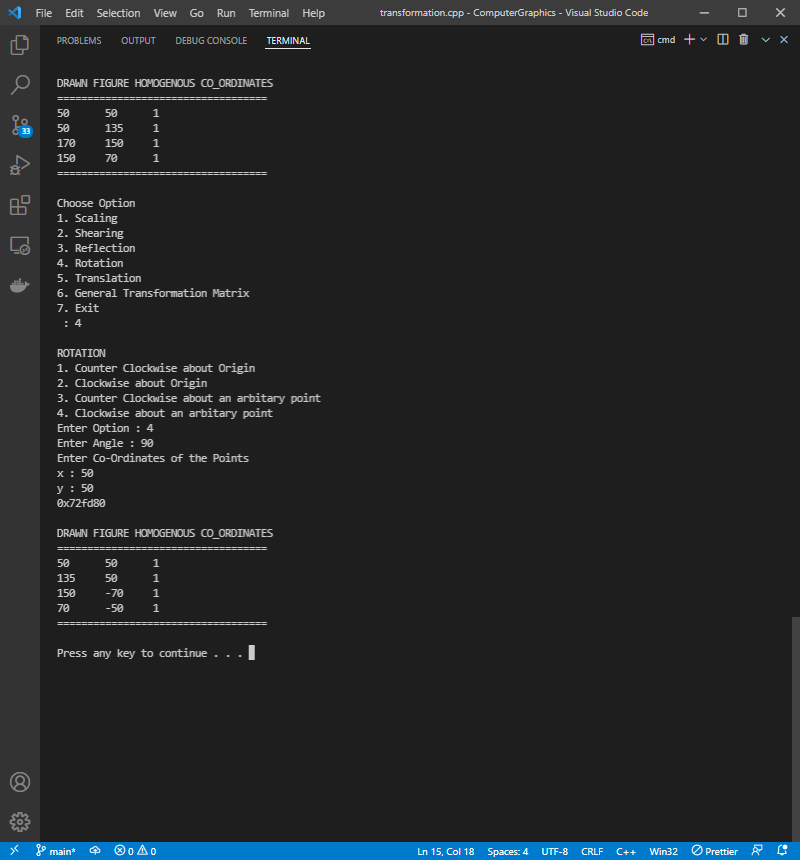 File Edit Selection View Go Run Terminal Help transformation.cpp - ComputerGraphics - Visual Studio Code
PROBLEMS OUTPUT DEBUG CONSOLE TERMINAL cmd
DRAWN FIGURE HOMOGENOUS CO_ORDINATES
===================================
50 50 1
50 135 1
170 150 1
150 70 1
===================================
Choose Option
1. Scaling
2. Shearing
3. Reflection
4. Rotation
5. Translation
6. General Transformation Matrix
7. Exit
: 4
ROTATION
1. Counter Clockwise about Origin
2. Clockwise about Origin
3. Counter Clockwise about an arbitary point
4. Clockwise about an arbitary point
Enter Option : 4
Enter Angle : 90
Enter Co-Ordinates of the Points
x : 50
y : 50
0x72fd80
DRAWN FIGURE HOMOGENOUS CO_ORDINATES
===================================
50 50 1
135 50 1
150 -70 1
70 -50 1
===================================
Press any key to continue . . .
33
main* 0 0 Ln 15, Col 18 Spaces: 4 UTF-8 CRLF C++ Win32 Prettier